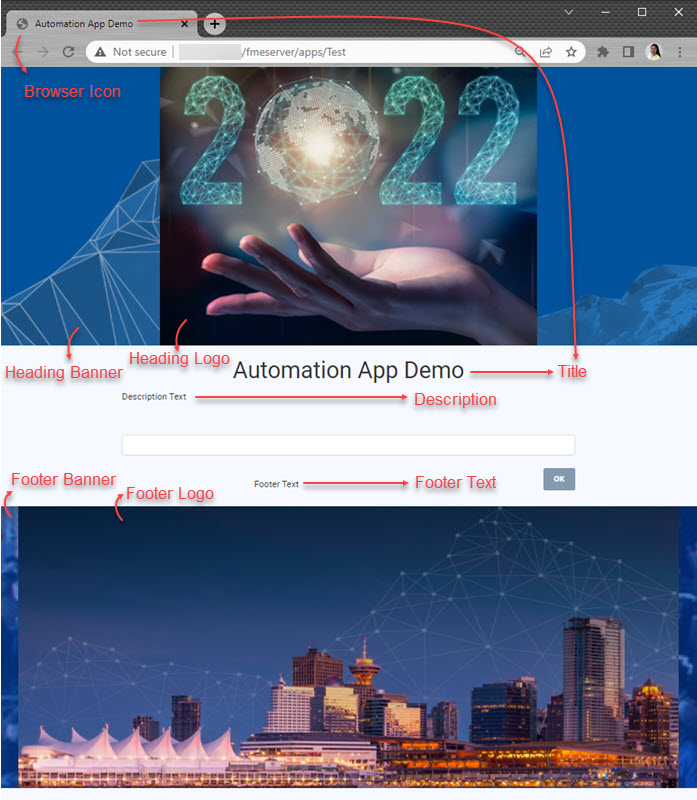 Automation App Demo
Not secure
/fmeserver/apps/Test
Browser Icon
2022
Heading Banner
Heading Logo
Automation App Demo
Title
Description Text
Description
Footer Banner
Footer Logo
Footer Text
Footer Text
OK